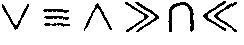 ∨ ≡ ∧ ≫ ∩ ≪